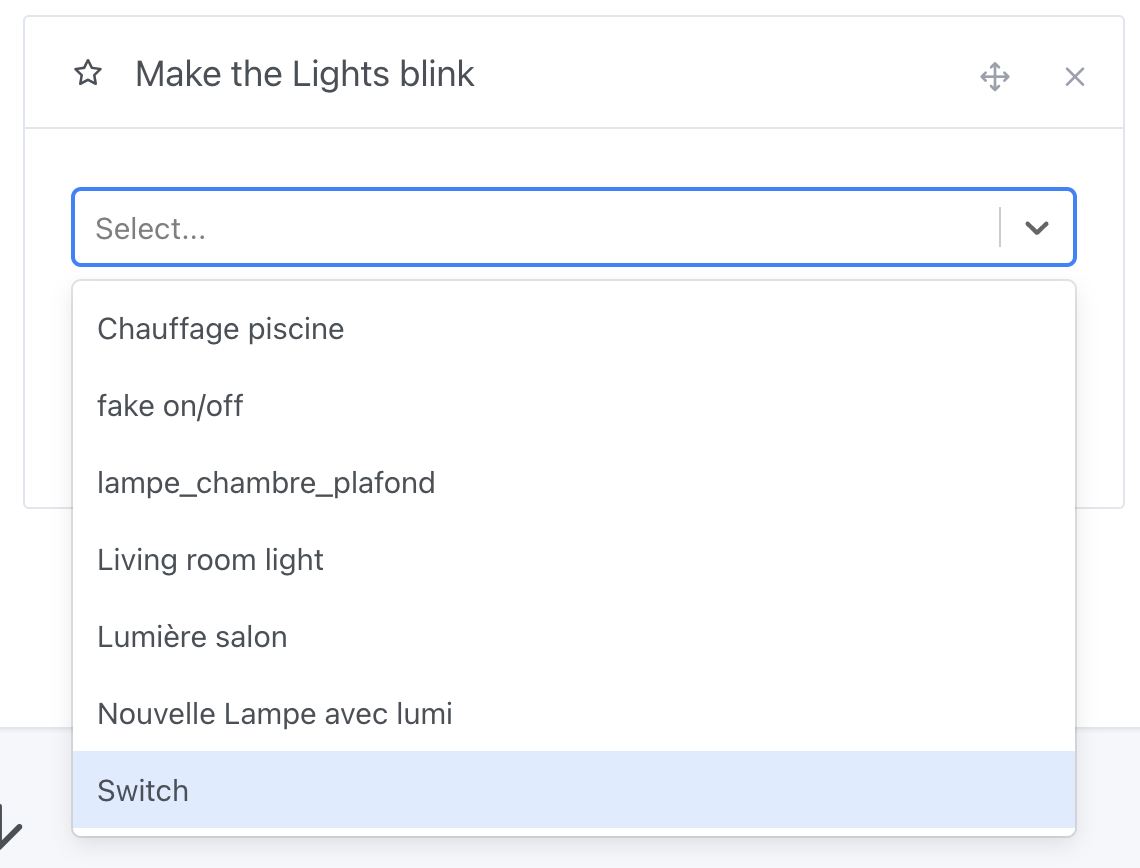 Make the Lights blink
Select...
Chauffage piscine
fake on/off
lampe_chambre_plafond
Living room light
Lumière salon
Nouvelle Lampe avec lumi
Switch